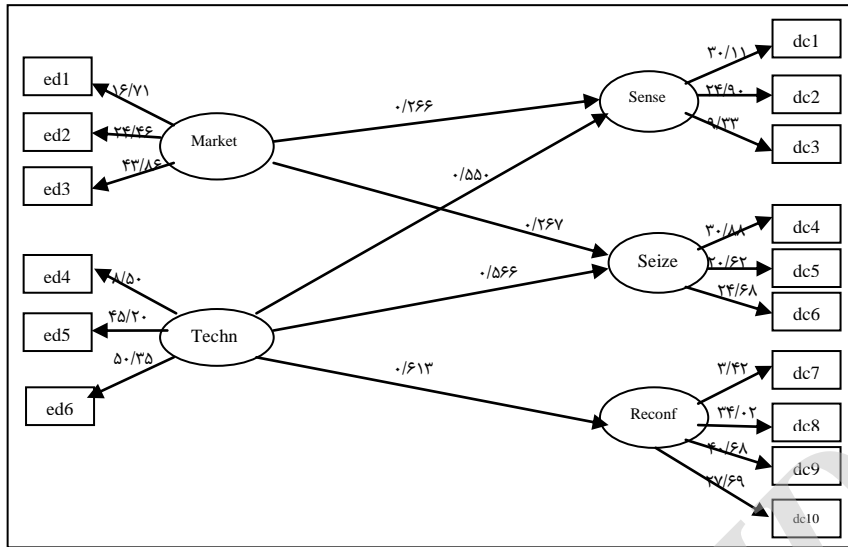 ed1
ed2
ed3
ed4
ed5
ed6
۱۶/۷۱
۲۴/۴۶
۴۳/۸۶
۸/۵۰
۴۵/۲۰
۵۰/۳۵
Market
Techn
۰/۲۶۶
۰/۵۵۰
۰/۲۶۷
۰/۵۶۶
۰/۶۱۳
Sense
Seize
Reconf
۳۰/۱۱
۲۴/۹۰
۹/۳۳
۳۰/۸۸
۲۰/۶۲
۲۴/۶۸
۳/۴۲
۳۴/۰۲
۴۰/۶۸
۲۷/۶۹
dc1
dc2
dc3
dc4
dc5
dc6
dc7
dc8
dc9
dc10